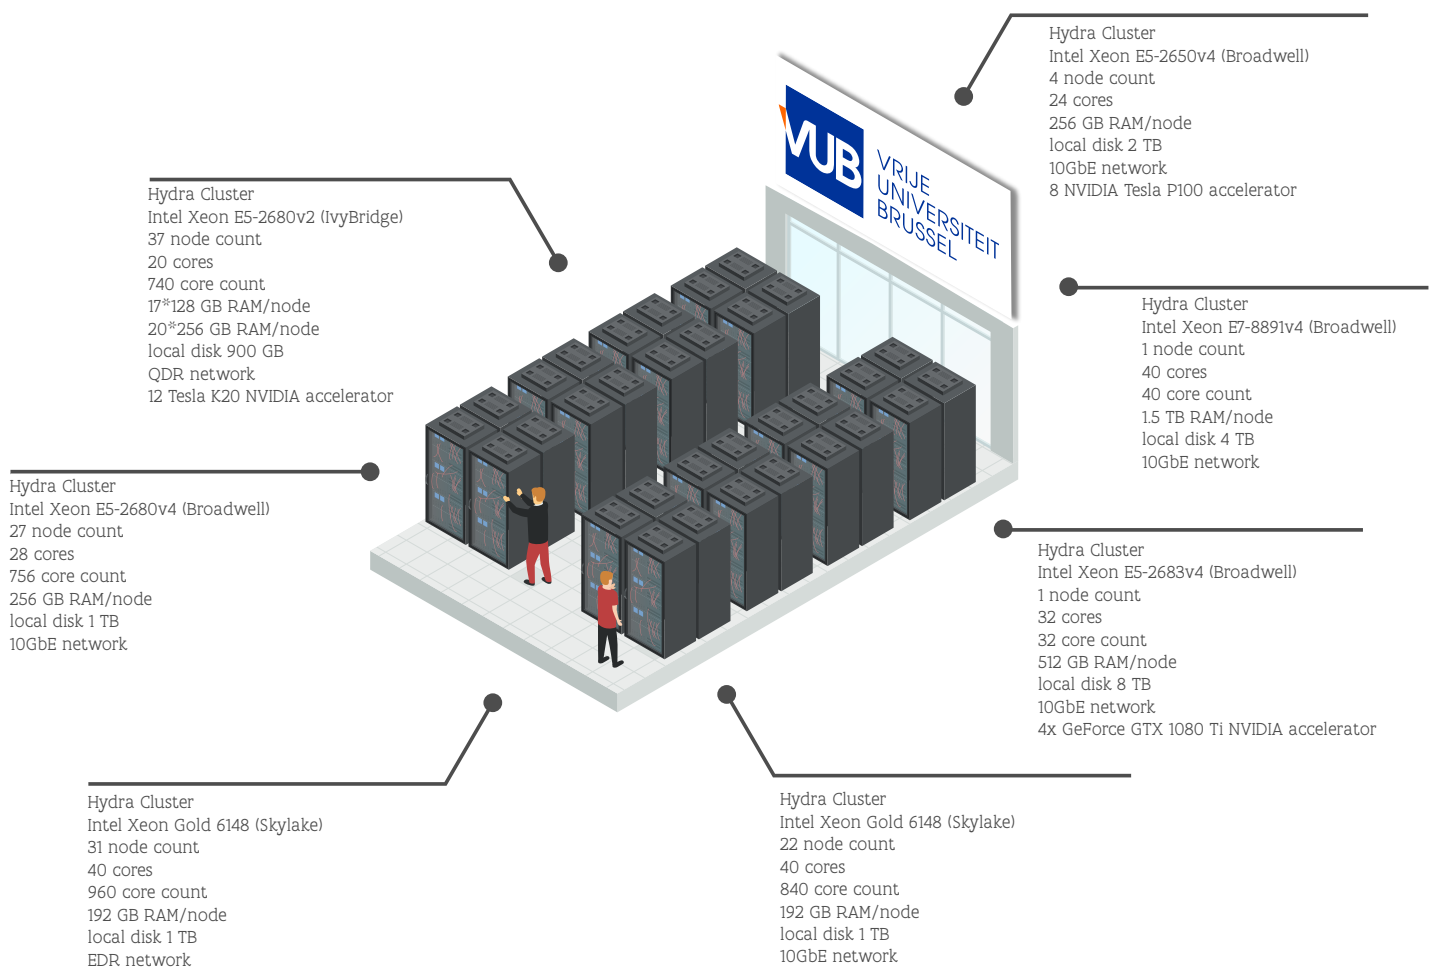 Hydra Cluster
Intel Xeon E5-2650v4 (Broadwell)
4 node count
24 cores
256 GB RAM/node
local disk 2 TB
10GbE network
8 NVIDIA Tesla P100 accelerator
VUB
VRIJE
UNIVERSITEIT
BRUSSEL
Hydra Cluster
Intel Xeon E5-2680v2 (IvyBridge)
37 node count
20 cores
740 core count
17*128 GB RAM/node
20*256 GB RAM/node
local disk 900 GB
QDR network
12 Tesla K20 NVIDIA accelerator
Hydra Cluster
Intel Xeon E7-8891v4 (Broadwell)
1 node count
40 cores
40 core count
1.5 TB RAM/node
local disk 4 TB
10GbE network
Hydra Cluster
Intel Xeon E5-2680v4 (Broadwell)
27 node count
28 cores
756 core count
256 GB RAM/node
local disk 1 TB
10GbE network
Hydra Cluster
Intel Xeon E5-2683v4 (Broadwell)
1 node count
32 cores
32 core count
512 GB RAM/node
local disk 8 TB
10GbE network
4x GeForce GTX 1080 Ti NVIDIA accelerator
Hydra Cluster
Intel Xeon Gold 6148 (Skylake)
31 node count
40 cores
960 core count
192 GB RAM/node
local disk 1 TB
EDR network
Hydra Cluster
Intel Xeon Gold 6148 (Skylake)
22 node count
40 cores
840 core count
192 GB RAM/node
local disk 1 TB
10GbE network